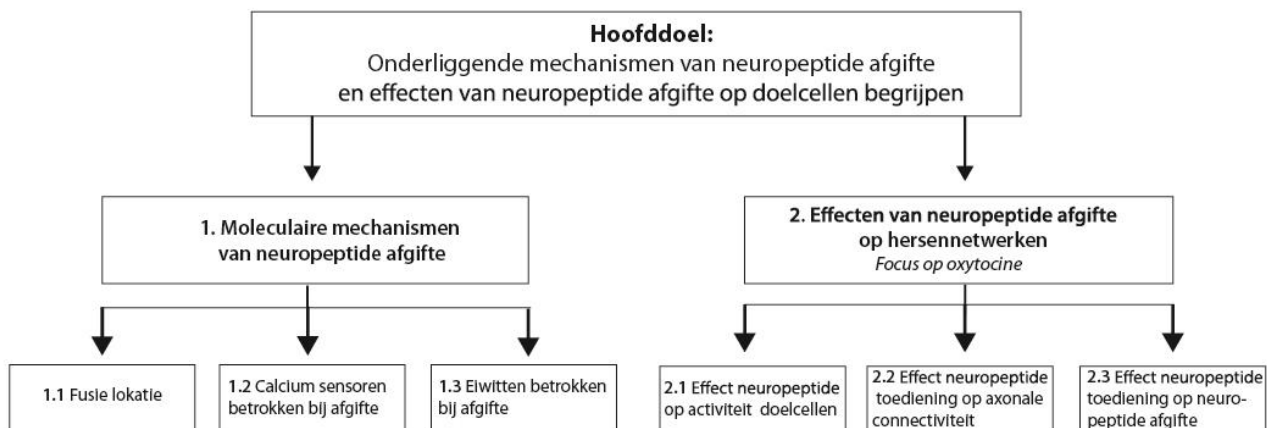 Hoofddoel:
Onderliggende mechanismen van neuropeptide afgifte
en effecten van neuropeptide afgifte op doelcellen begrijpen
1. Moleculaire mechanismen
van neuropeptide afgifte
2. Effecten van neuropeptide afgifte
op hersennetwerken
Focus op oxytocine
1.1 Fusie lokatie
1.2 Calcium sensoren
betrokken bij afgifte
1.3 Eiwitten betrokken
bij afgifte
2.1 Effect neuropeptide
op activiteit doelcellen
2.2 Effect neuropeptide
toediening op axonale
connectiviteit
2.3 Effect neuropeptide
toediening op neuro-
peptide afgifte